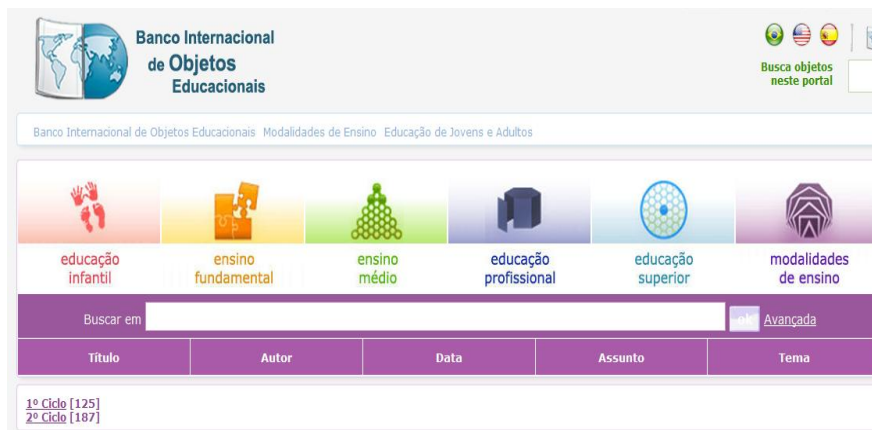 Banco Internacional
de Objetos
Educacionais
Busca objetos
neste portal
Banco Internacional de Objetos Educacionais Modalidades de Ensino Educação de Jovens e Adultos
educação
infantil
ensino
fundamental
ensino
médio
educação
profissional
educação
superior
modalidades
de ensino
Buscar em
ok
Avançada
Título
Autor
Data
Assunto
Tema
1º Ciclo [125]
2º Ciclo [187]